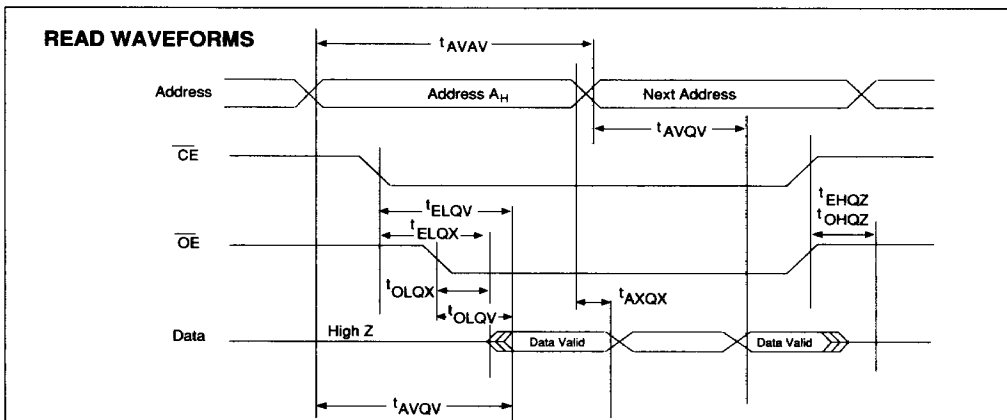 READ WAVEFORMS
tAVAV
Address
Address AH
Next Address
tAVQV
CE
tELQV
tEHQZ
tELQX
tOHQZ
OE
tOLQX
tAXQX
tOLQV
Data
High Z
Data Valid
Data Valid
tAVQV